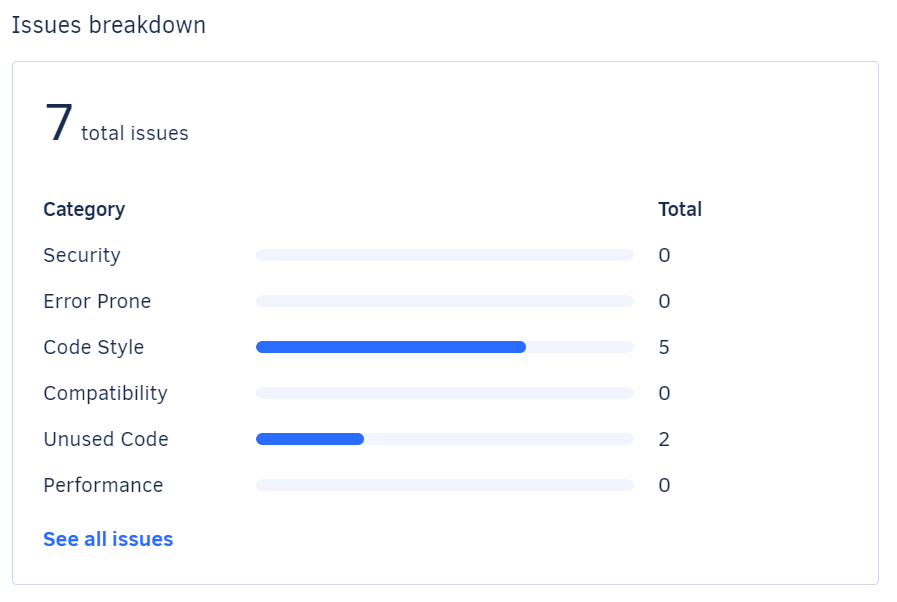 Issues breakdown
7 total issues
Category Total
Security 0
Error Prone 0
Code Style 5
Compatibility 0
Unused Code 2
Performance 0
See all issues